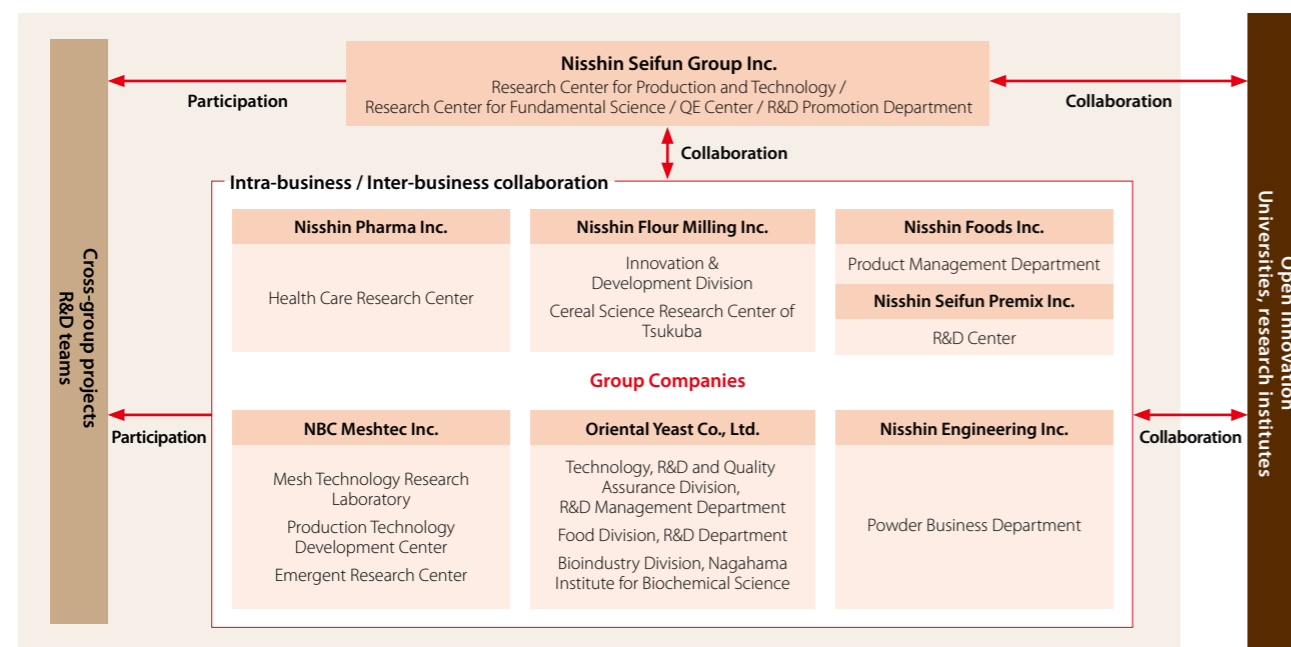 Nisshin Seifun Group Inc.
Research Center for Production and Technology /
Research Center for Fundamental Science / QE Center / R&D Promotion Department
Participation
Collaboration
Collaboration
Cross-group projects
R&D teams
Open Innovation
Universities, research institutes
Intra-business / Inter-business collaboration
Nisshin Pharma Inc.
Health Care Research Center
Nisshin Flour Milling Inc.
Innovation &
Development Division
Cereal Science Research Center of
Tsukuba
Nisshin Foods Inc.
Product Management Department
Nisshin Seifun Premix Inc.
R&D Center
Group Companies
Participation
Collaboration
NBC Meshtec Inc.
Mesh Technology Research
Laboratory
Production Technology
Development Center
Emergent Research Center
Oriental Yeast Co., Ltd.
Technology, R&D and Quality
Assurance Division,
R&D Management Department
Food Division, R&D Department
Bioindustry Division, Nagahama
Institute for Biochemical Science
Nisshin Engineering Inc.
Powder Business Department